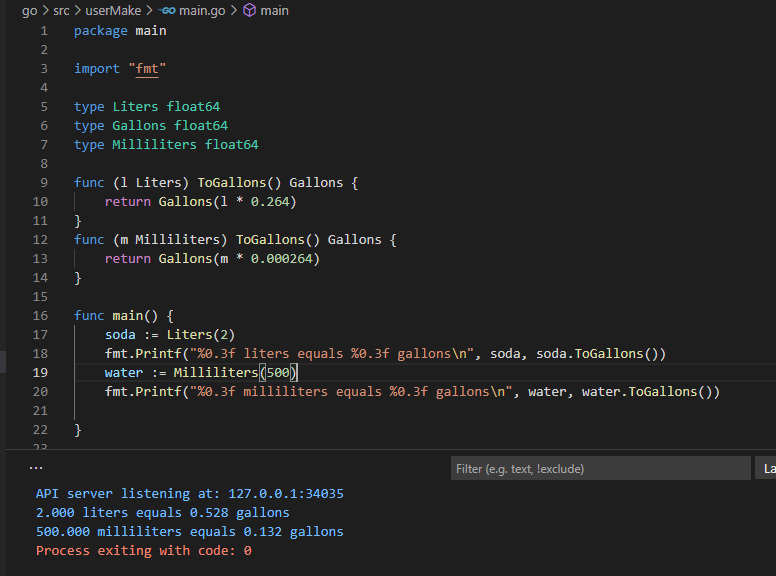 go > src > userMake > main.go > main
1 package main
2
3 import "fmt"
4
5 type Liters float64
6 type Gallons float64
7 type Milliliters float64
8
9 func (l Liters) ToGallons() Gallons {
10 return Gallons(l * 0.264)
11 }
12 func (m Milliliters) ToGallons() Gallons {
13 return Gallons(m * 0.000264)
14 }
15
16 func main() {
17 soda := Liters(2)
18 fmt.Printf("%0.3f liters equals %0.3f gallons\n", soda, soda.ToGallons())
19 water := Milliliters(500)
20 fmt.Printf("%0.3f milliliters equals %0.3f gallons\n", water, water.ToGallons())
21
22 }
23
... Filter (e.g. text, !exclude) La
API server listening at: 127.0.0.1:34035
2.000 liters equals 0.528 gallons
500.000 milliliters equals 0.132 gallons
Process exiting with code: 0